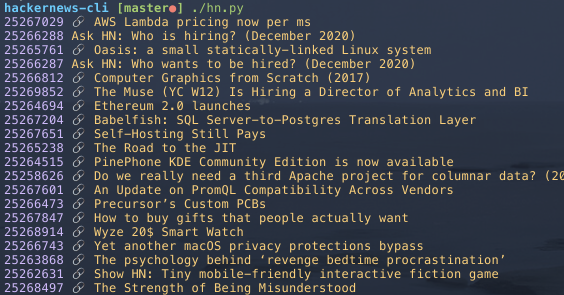 hackernews-cli [master●] ./hn.py
25267029 🔗 AWS Lambda pricing now per ms
25266288 Ask HN: Who is hiring? (December 2020)
25265761 🔗 Oasis: a small statically-linked Linux system
25266287 Ask HN: Who wants to be hired? (December 2020)
25266812 🔗 Computer Graphics from Scratch (2017)
25269852 🔗 The Muse (YC W12) Is Hiring a Director of Analytics and BI
25264694 🔗 Ethereum 2.0 launches
25267204 🔗 Babelfish: SQL Server-to-Postgres Translation Layer
25267651 🔗 Self-Hosting Still Pays
25265238 🔗 The Road to the JIT
25264515 🔗 PinePhone KDE Community Edition is now available
25258626 🔗 Do we really need a third Apache project for columnar data? (20
25267601 🔗 An Update on PromQL Compatibility Across Vendors
25266473 🔗 Precursor’s Custom PCBs
25267847 🔗 How to buy gifts that people actually want
25268914 🔗 Wyze 20$ Smart Watch
25266743 🔗 Yet another macOS privacy protections bypass
25263868 🔗 The psychology behind ‘revenge bedtime procrastination’
25262631 🔗 Show HN: Tiny mobile-friendly interactive fiction game
25268497 🔗 The Strength of Being Misunderstood